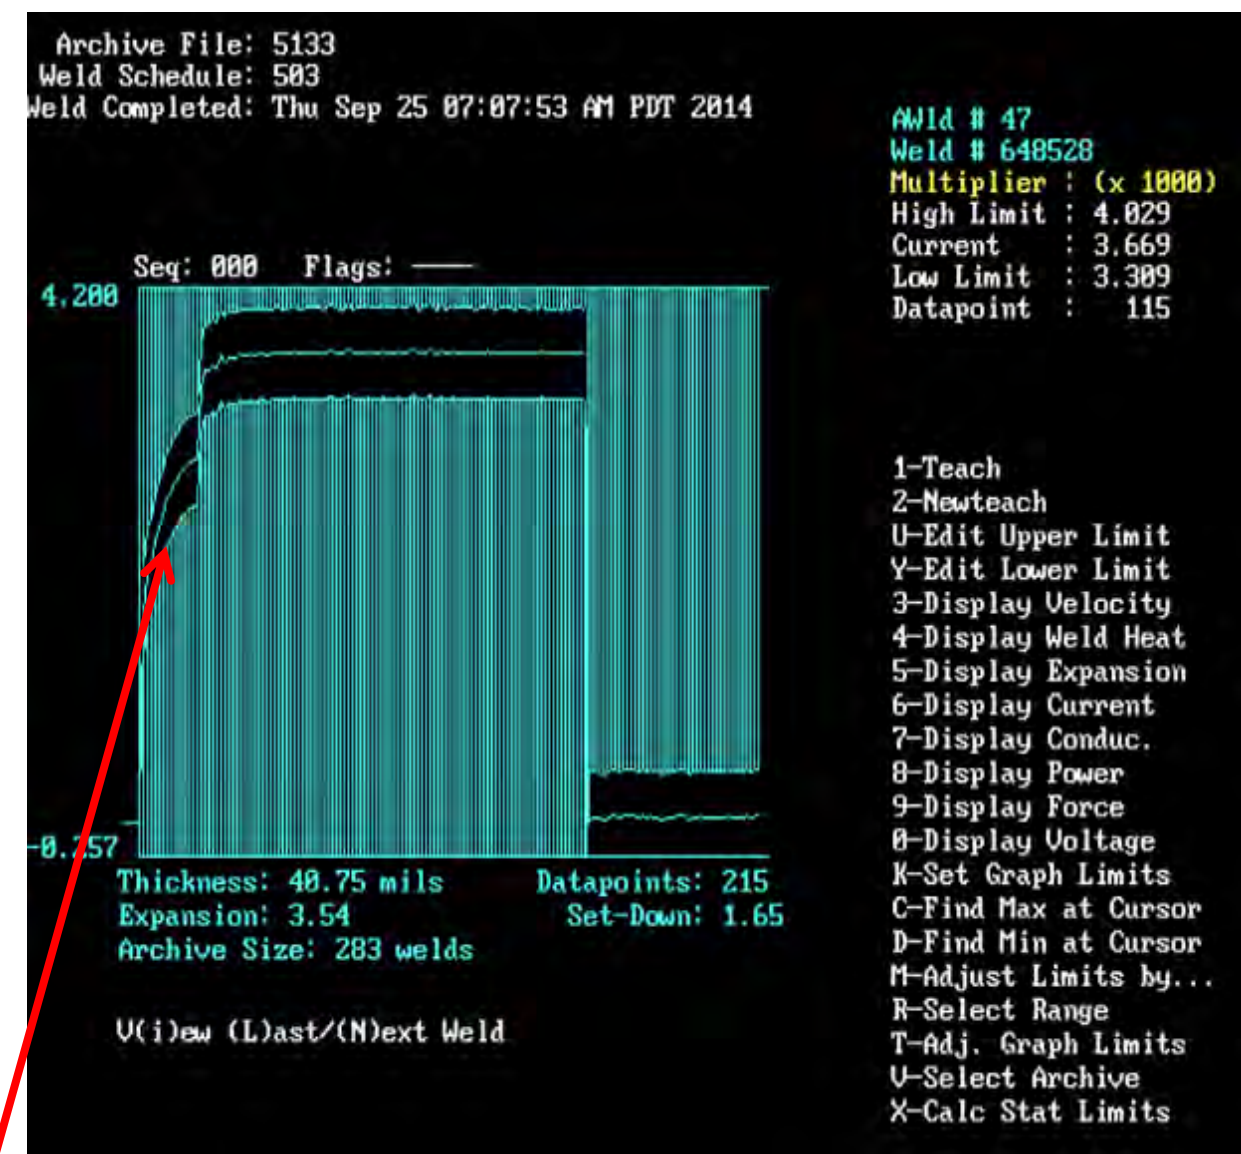 Archive File: 5133
Weld Schedule: 503
Weld Completed: Thu Sep 25 07:07:53 AM PDT 2014
AWld # 47
Weld # 648528
Multiplier : (x 1000)
High Limit : 4.029
Current : 3.669
Low Limit : 3.309
Datapoint : 115
Seq: 000 Flags: ----
4.200
-0.257
Thickness: 40.75 mils Datapoints: 215
Expansion: 3.54 Set-Down: 1.65
Archive Size: 283 welds
V(i)ew (L)ast/(N)ext Weld
1-Teach
2-Newteach
U-Edit Upper Limit
Y-Edit Lower Limit
3-Display Velocity
4-Display Weld Heat
5-Display Expansion
6-Display Current
7-Display Conduc.
8-Display Power
9-Display Force
0-Display Voltage
K-Set Graph Limits
C-Find Max at Cursor
D-Find Min at Cursor
M-Adjust Limits by...
R-Select Range
T-Adj. Graph Limits
V-Select Archive
X-Calc Stat Limits